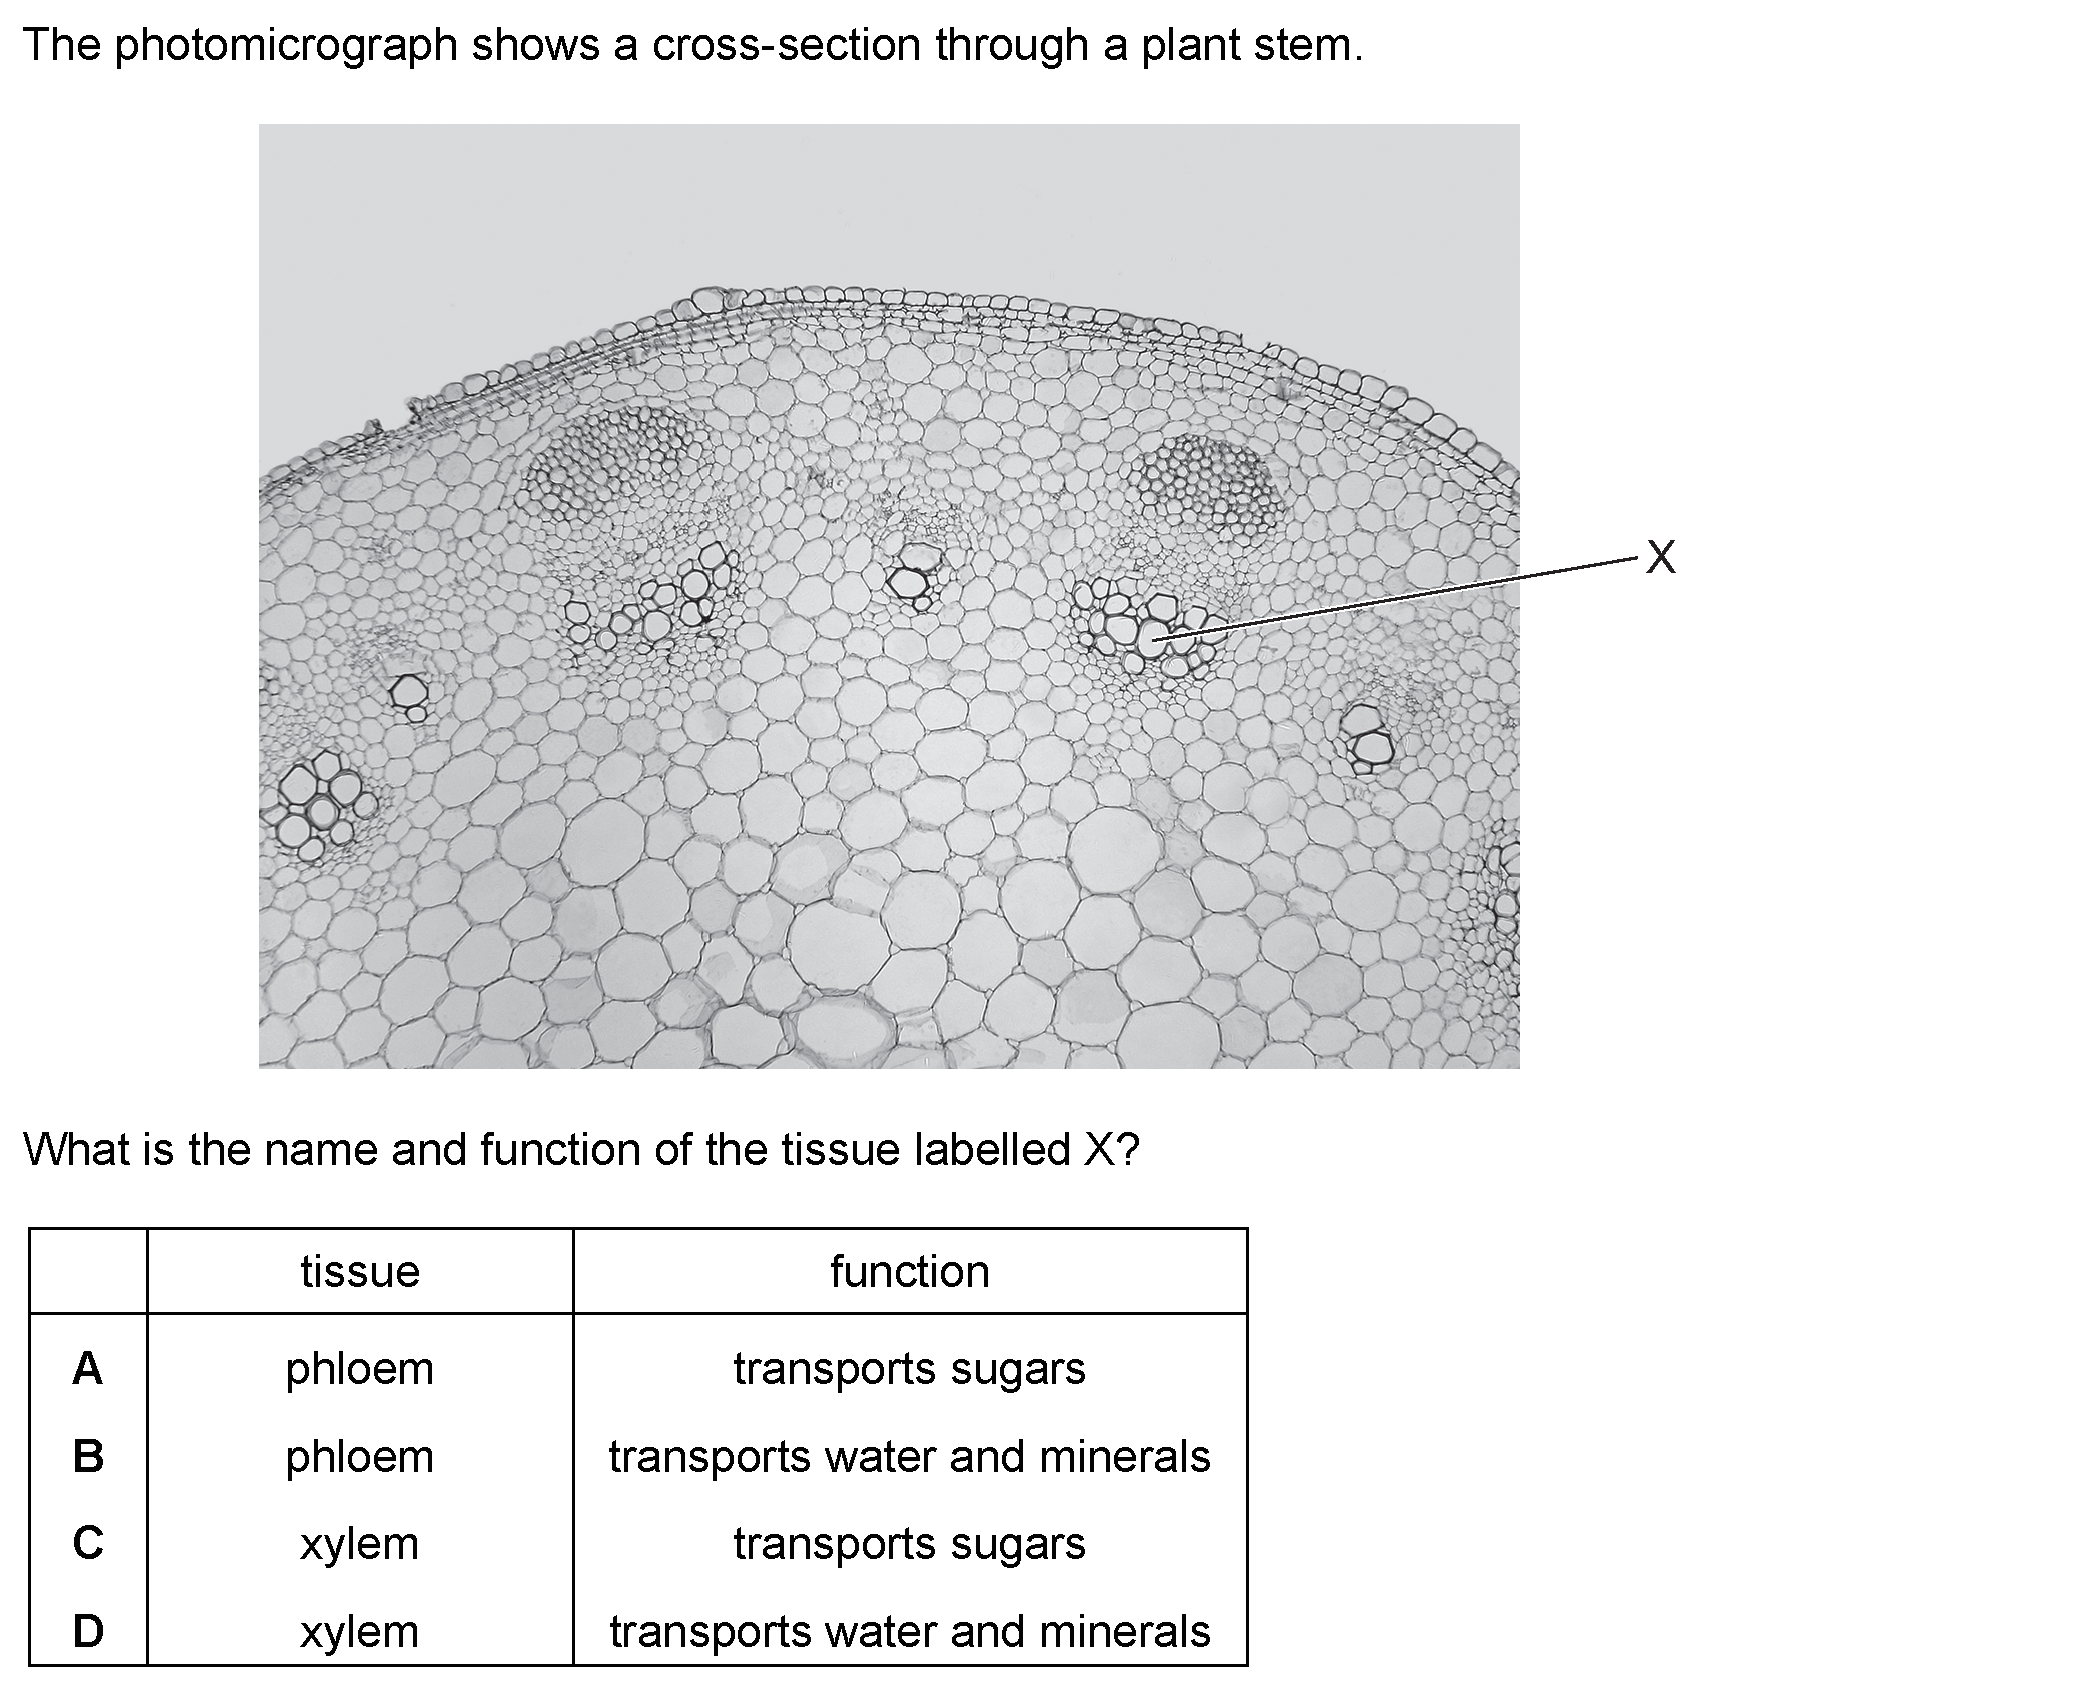 The photomicrograph shows a cross-section through a plant stem.
X
What is the name and function of the tissue labelled X?
tissue function
A phloem transports sugars
B phloem transports water and minerals
C xylem transports sugars
D xylem transports water and minerals